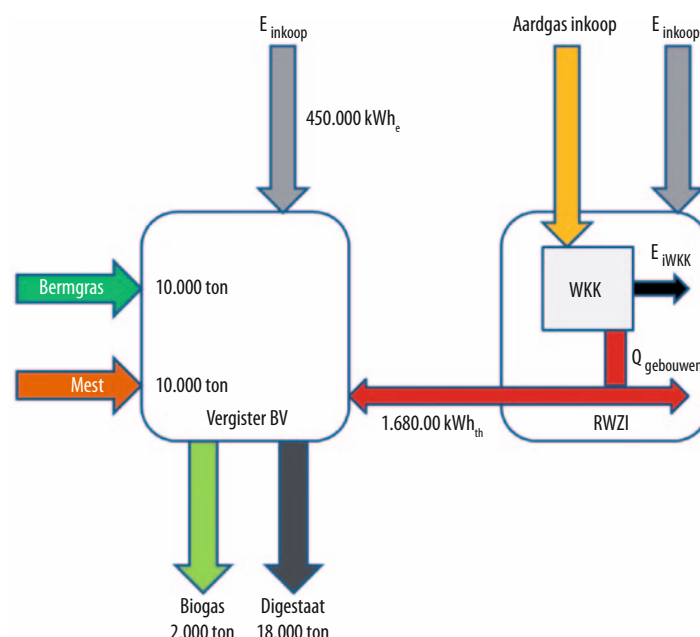 E inkoop
Aardgas inkoop
E inkoop
450.000 kWhe
Bermgras
10.000 ton
WKK
E iWKK
Mest
10.000 ton
Q gebouwen
Vergister BV
1.680.00 kWhth
RWZI
Biogas
2.000 ton
Digestaat
18.000 ton